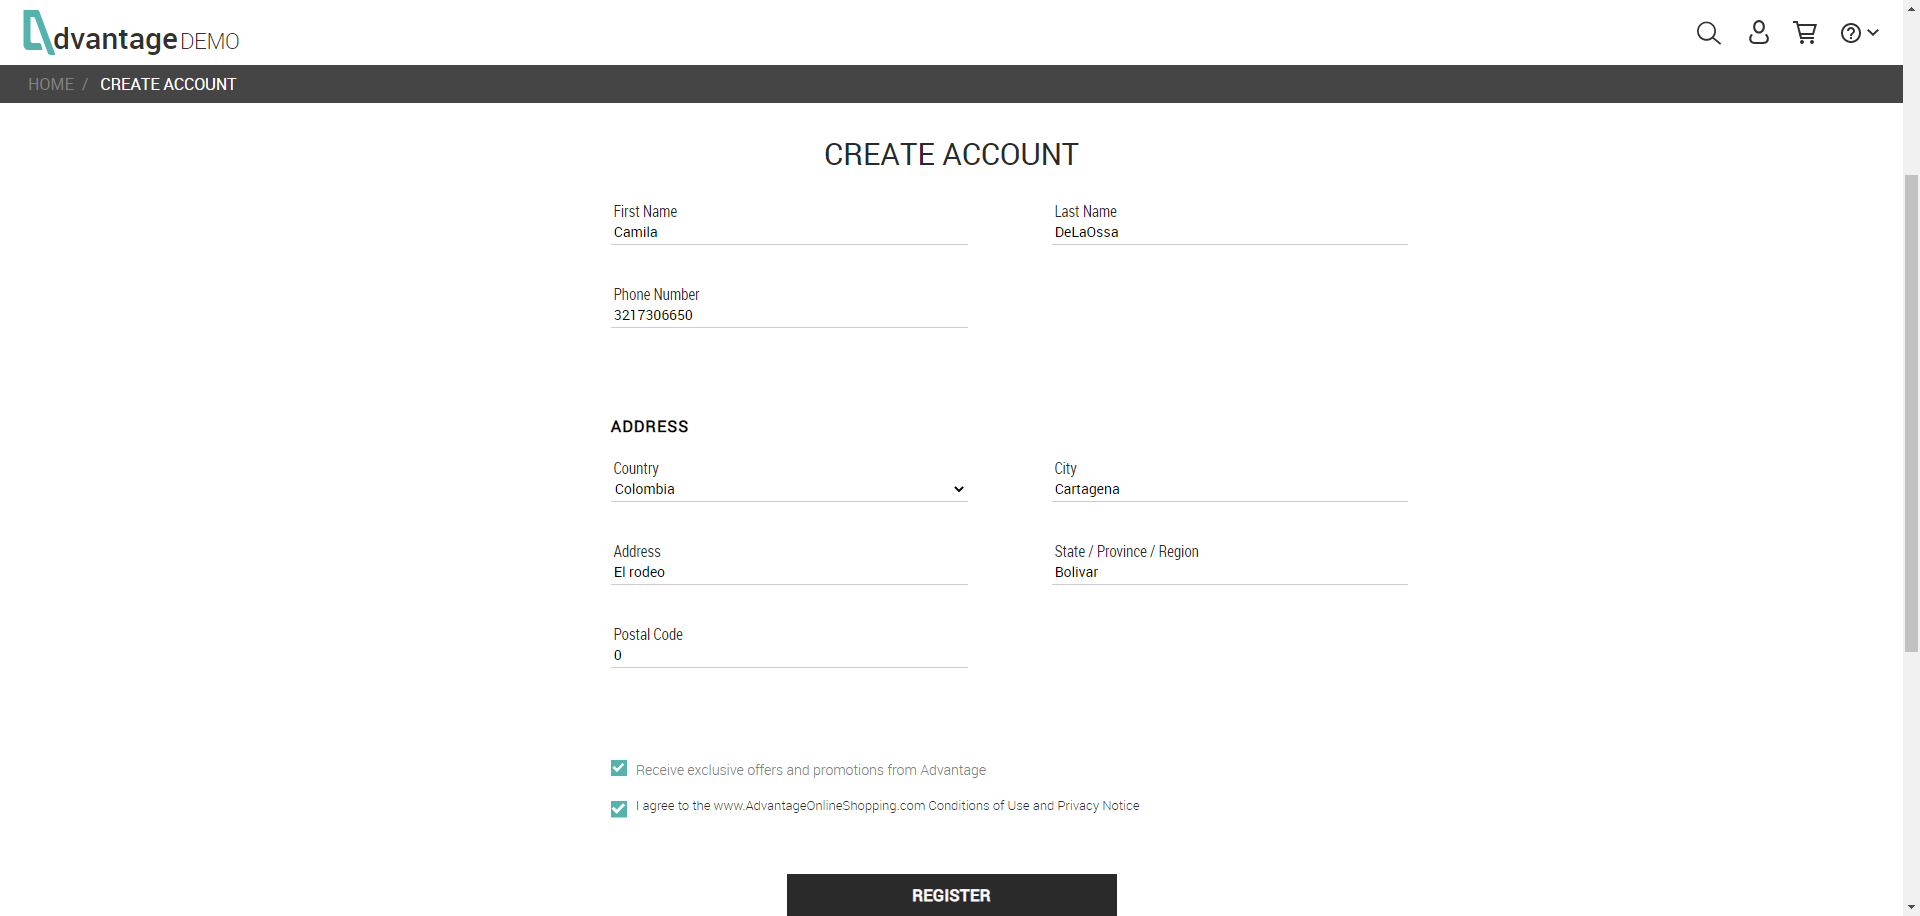 dvantage DEMO
HOME / CREATE ACCOUNT
CREATE ACCOUNT
First Name
Camila
Last Name
DeLaOssa
Phone Number
3217306650
ADDRESS
Country
Colombia
City
Cartagena
Address
El rodeo
State / Province / Region
Bolivar
Postal Code
0
Receive exclusive offers and promotions from Advantage
I agree to the www.AdvantageOnlineShopping.com Conditions of Use and Privacy Notice
REGISTER